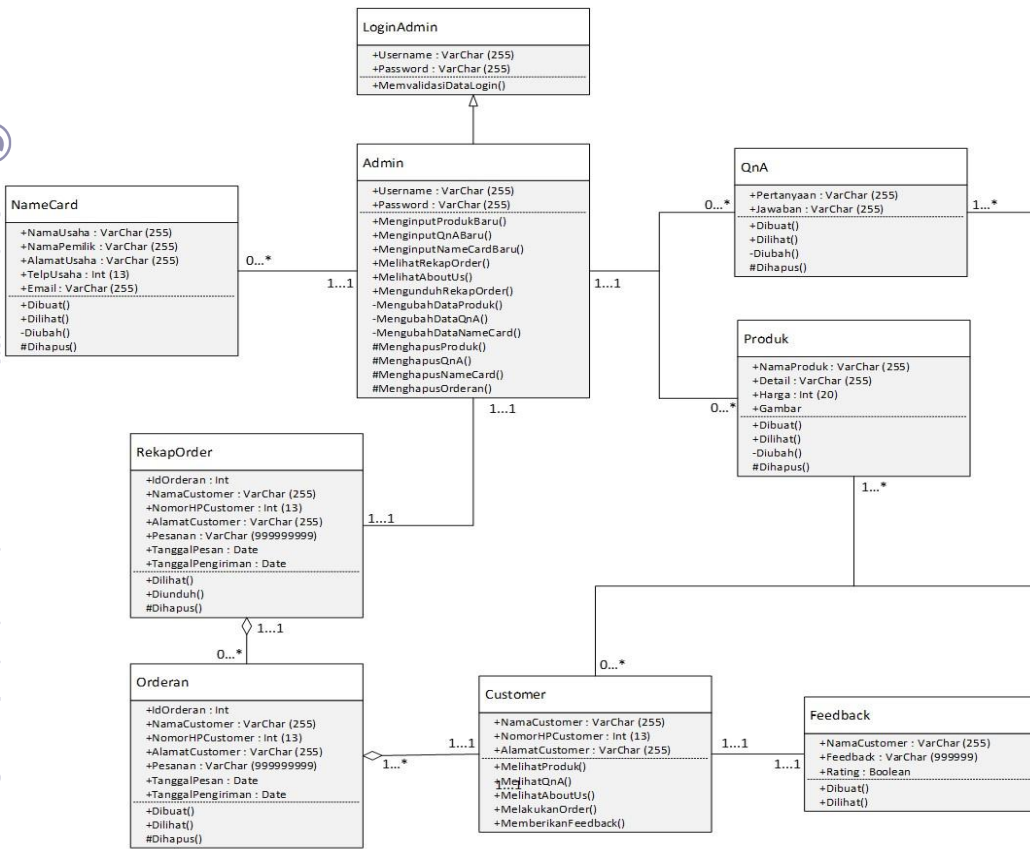 LoginAdmin
+Username : VarChar (255)
+Password : VarChar (255)
+MemvalidasiDataLogin()
Admin
+Username : VarChar (255)
+Password : VarChar (255)
+MenginputProdukBaru()
+MenginputQnABaru()
+MenginputNameCardBaru()
+MelihatRekapOrder()
+MelihatAboutUs()
+MengunduhRekapOrder()
-MengubahDataProduk()
-MengubahDataQnA()
-MengubahDataNameCard()
#MenghapusProduk()
#MenghapusQnA()
#MenghapusNameCard()
#MenghapusOrderan()
QnA
+Pertanyaan : VarChar (255)
+Jawaban : VarChar (255)
+Dibuat()
+Dilihat()
-Diubah()
#Dihapus()
0...*
1...*
NameCard
+NamaUsaha : VarChar (255)
+NamaPemilik : VarChar (255)
+AlamatUsaha : VarChar (255)
+TelpUsaha : Int (13)
+Email : VarChar (255)
+Dibuat()
+Dilihat()
-Diubah()
#Dihapus()
0...*
1...1
1...1
Produk
+NamaProduk : VarChar (255)
+Detail : VarChar (255)
+Harga : Int (20)
+Gambar
+Dibuat()
+Dilihat()
-Diubah()
#Dihapus()
0...*
1...1
1...*
RekapOrder
+IdOrderan : Int
+NamaCustomer : VarChar (255)
+NomorHPCustomer : Int (13)
+AlamatCustomer : VarChar (255)
+Pesanan : VarChar (999999999)
+TanggalPesan : Date
+TanggalPengiriman : Date
+Dilihat()
+Diunduh()
#Dihapus()
1...1
1...1
0...*
0...*
Orderan
+IdOrderan : Int
+NamaCustomer : VarChar (255)
+NomorHPCustomer : Int (13)
+AlamatCustomer : VarChar (255)
+Pesanan : VarChar (999999999)
+TanggalPesan : Date
+TanggalPengiriman : Date
+Dibuat()
+Dilihat()
#Dihapus()
1...*
1...1
Customer
+NamaCustomer : VarChar (255)
+NomorHPCustomer : Int (13)
+AlamatCustomer : VarChar (255)
+MelihatProduk()
+MelihatQnA()
1...1
+MelihatAboutUs()
+MelakukanOrder()
+MemberikanFeedback()
1...1
1...1
Feedback
+NamaCustomer : VarChar (255)
+Feedback : VarChar (999999)
+Rating : Boolean
+Dibuat()
+Dilihat()